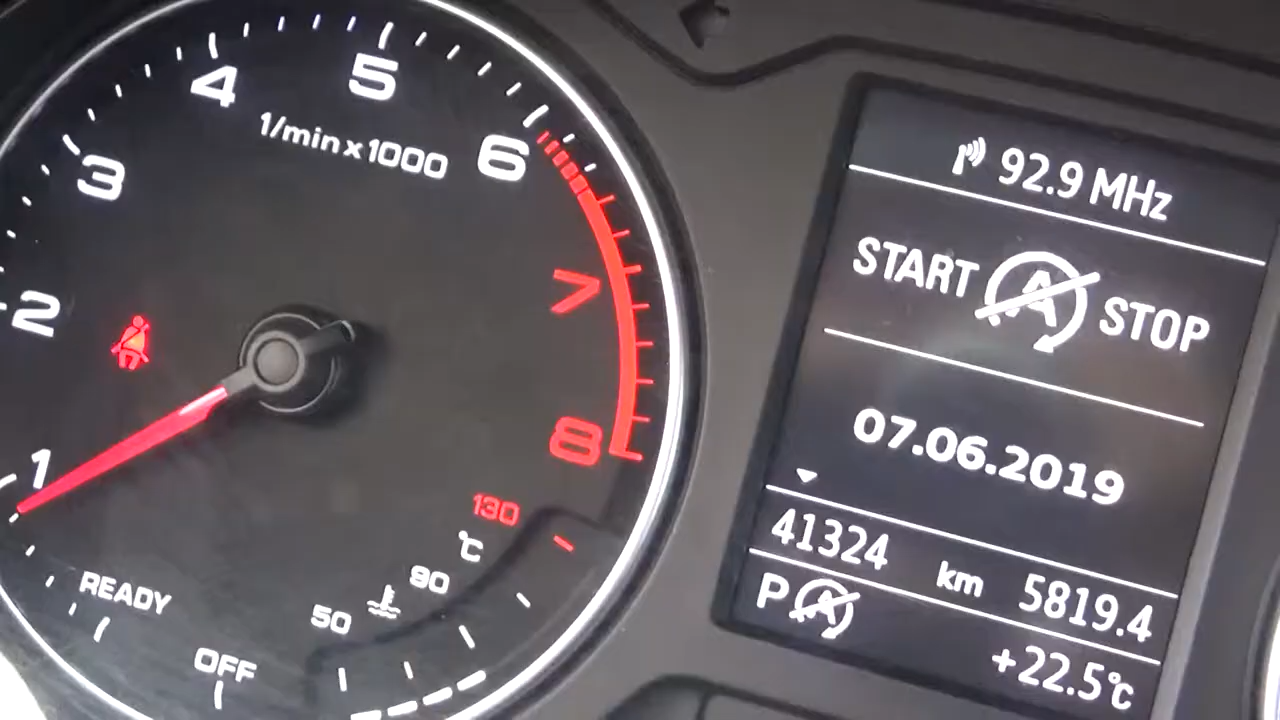 5
4
1/min x 1000
6
3
7
2
8
1
130
°C
90
50
READY
OFF
92.9 MHz
START A STOP
07.06.2019
41324 km 5819.4
P A
+22.5°C